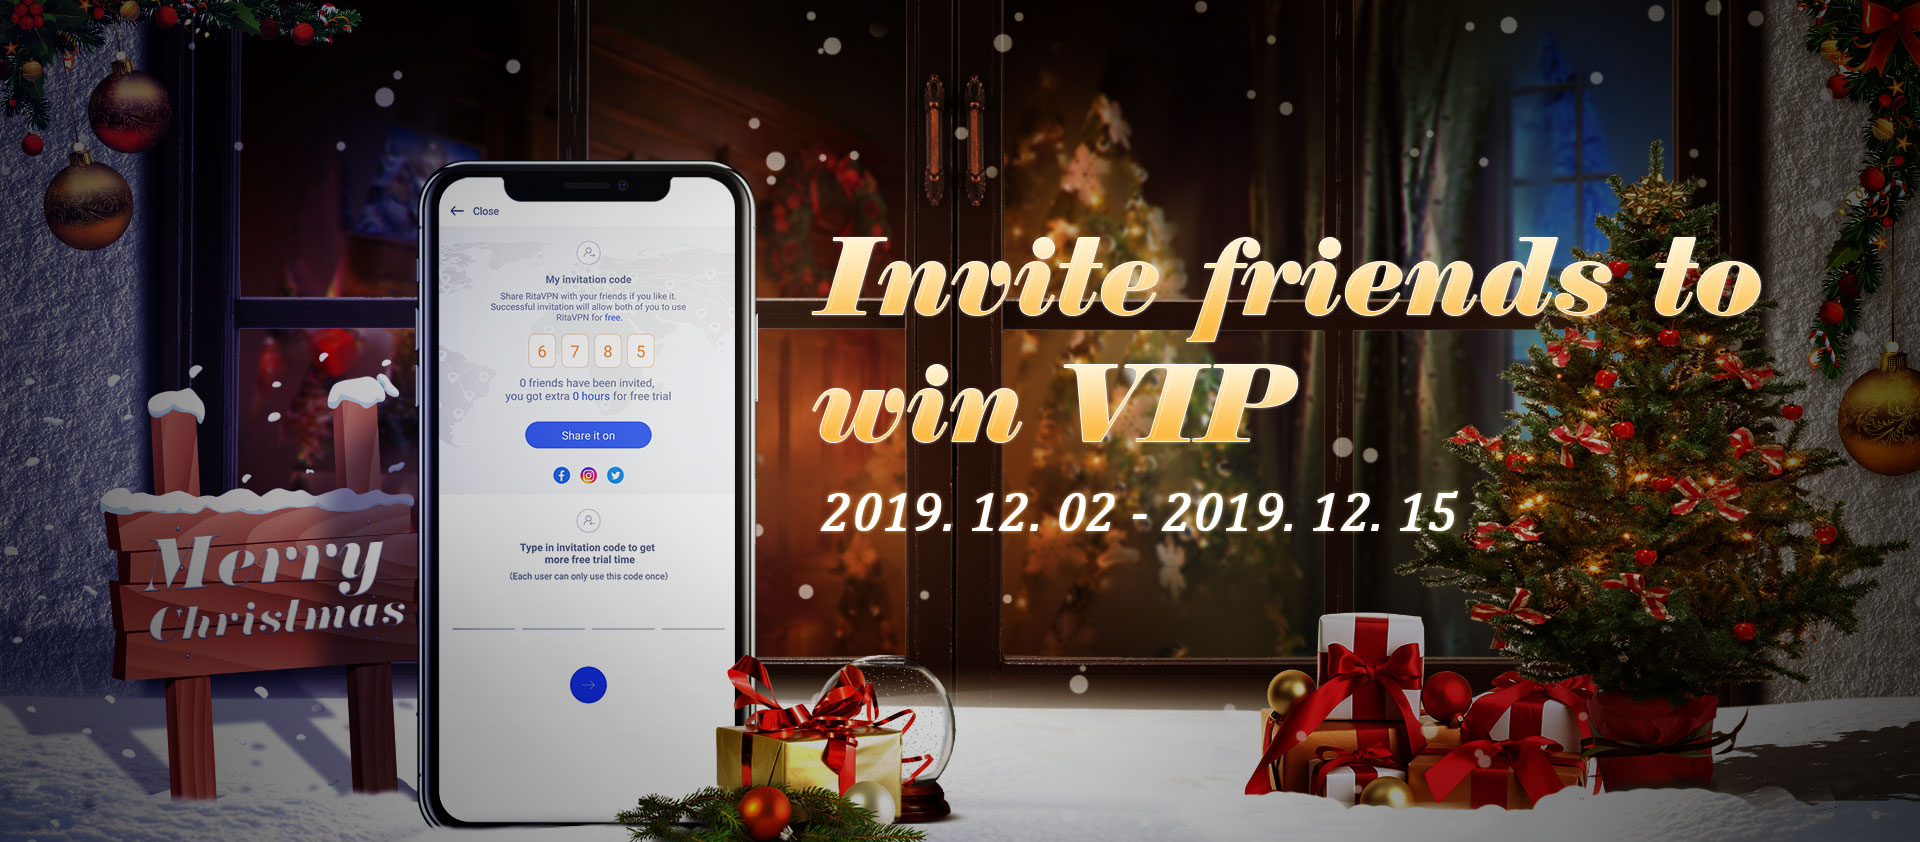 Close
My invitation code
Share RitaVPN with your friends if you like it.
Successful invitation will allow both of you to use
RitaVPN for free.
6 7 8 5
0 friends have been invited,
you got extra 0 hours for free trial
Share it on
Type in invitation code to get
more free trial time
(Each user can only use this code once)
Merry
Christmas
Invite friends to
win VIP
2019. 12. 02 - 2019. 12. 15